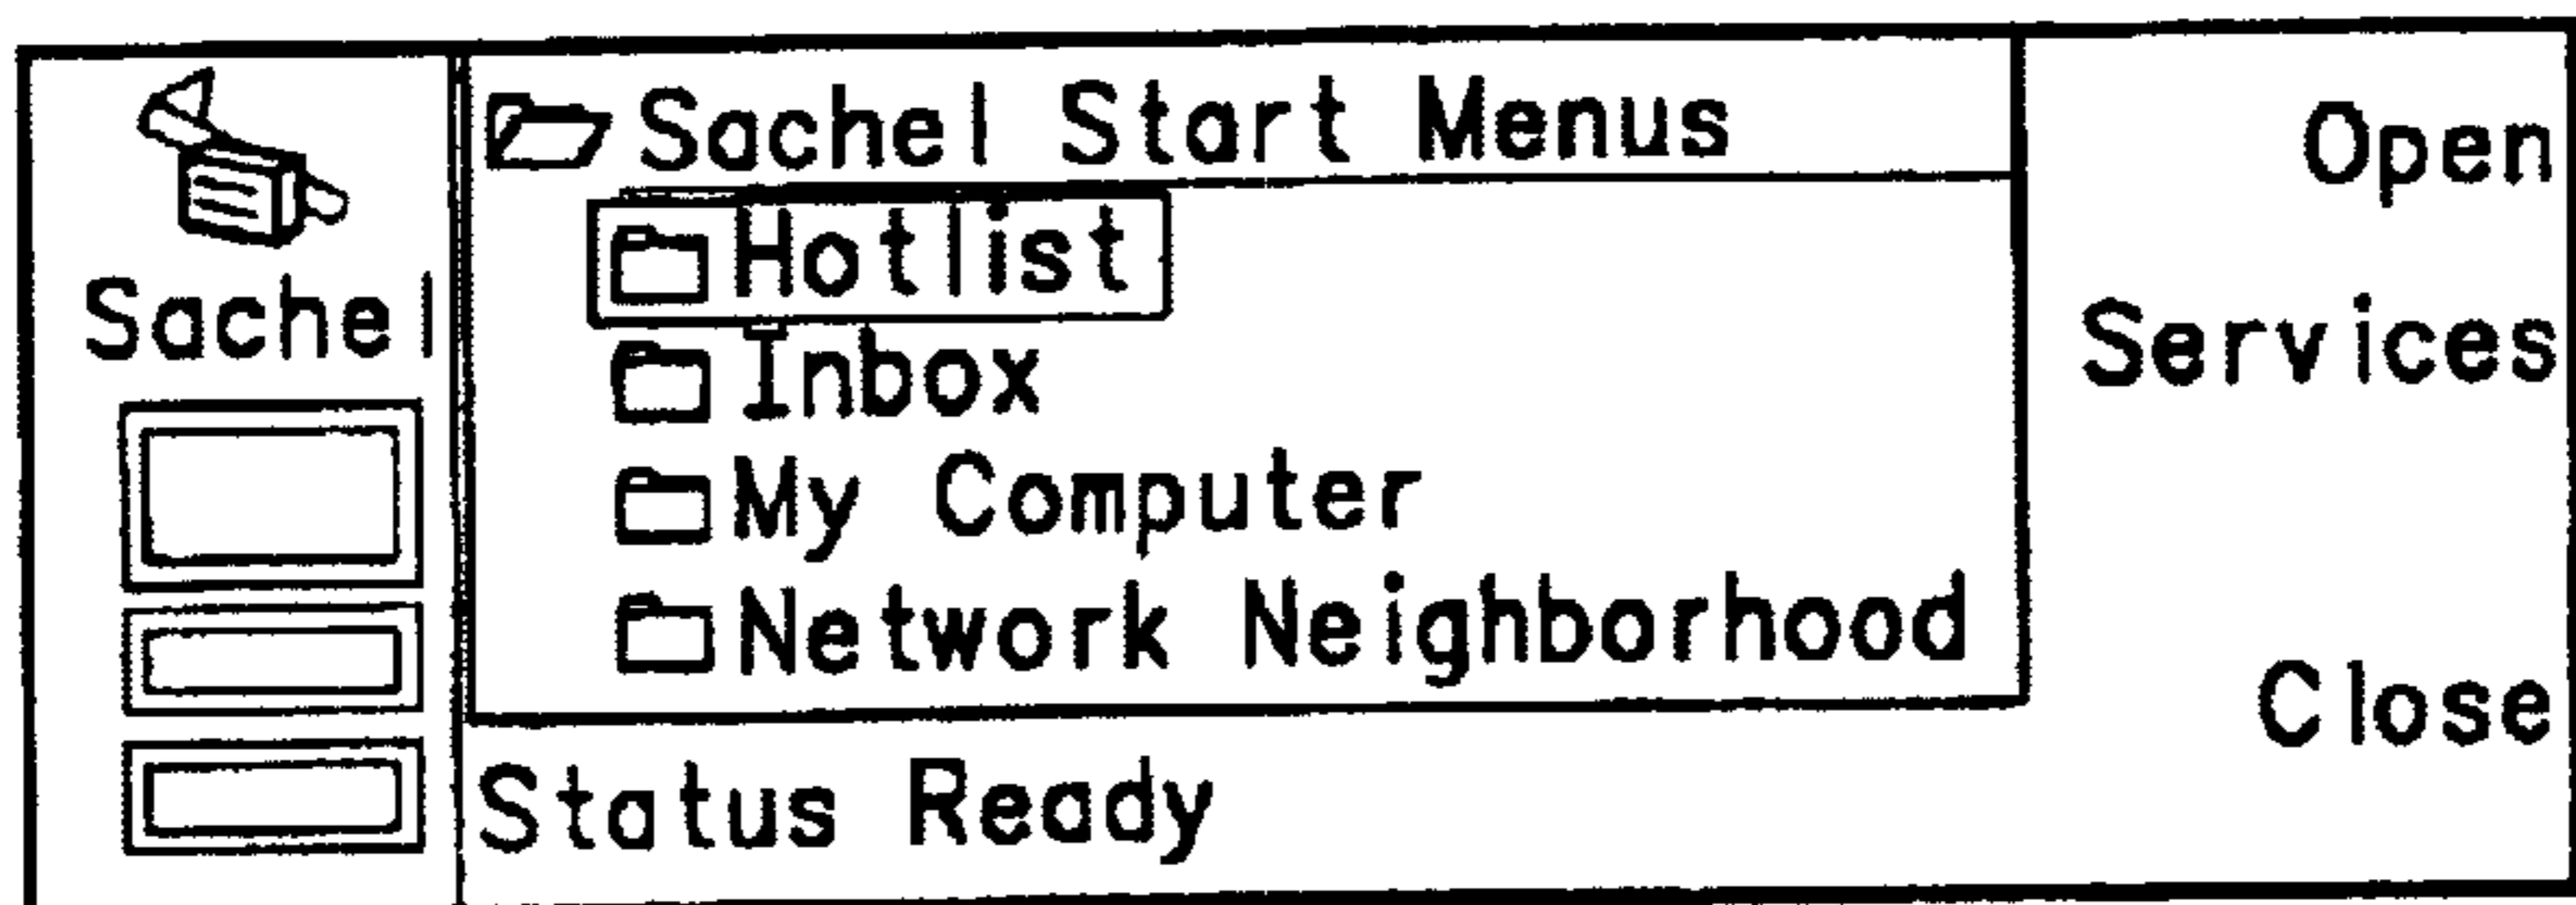 Sachel
Sachel Start Menus
Hotlist
Inbox
My Computer
Network Neighborhood
Status Ready
Open
Services
Close